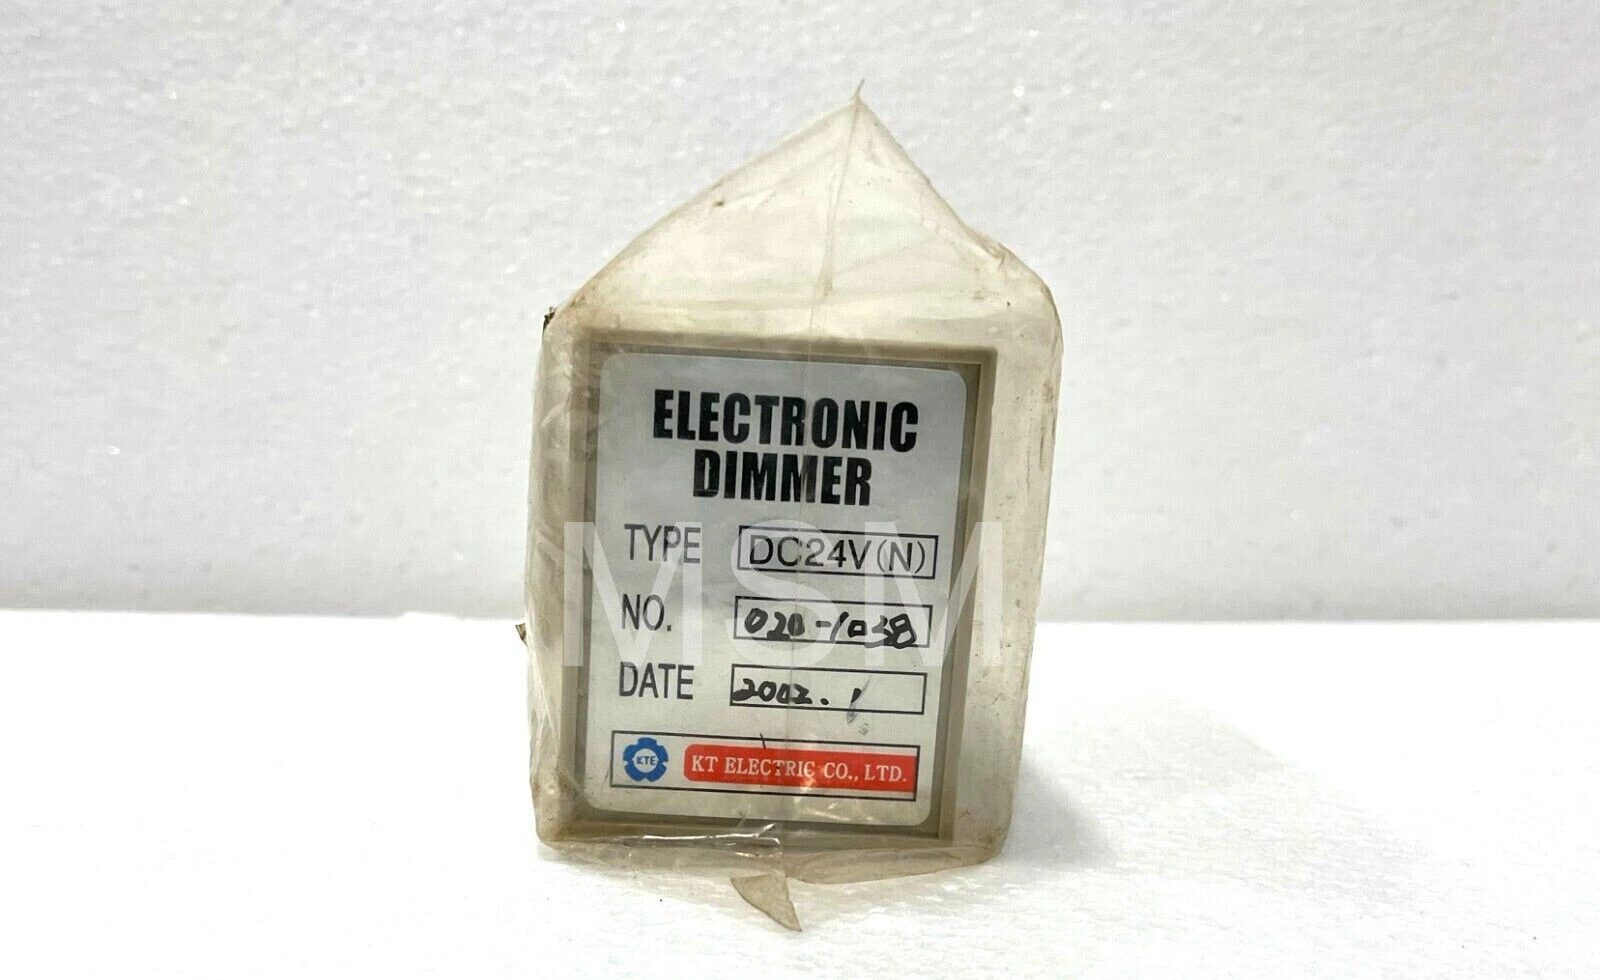 ELECTRONIC
DIMMER
TYPE DC24V(N)
NO. 020-1038
DATE 2002. 1
KTE KT ELECTRIC CO., LTD.
MSM